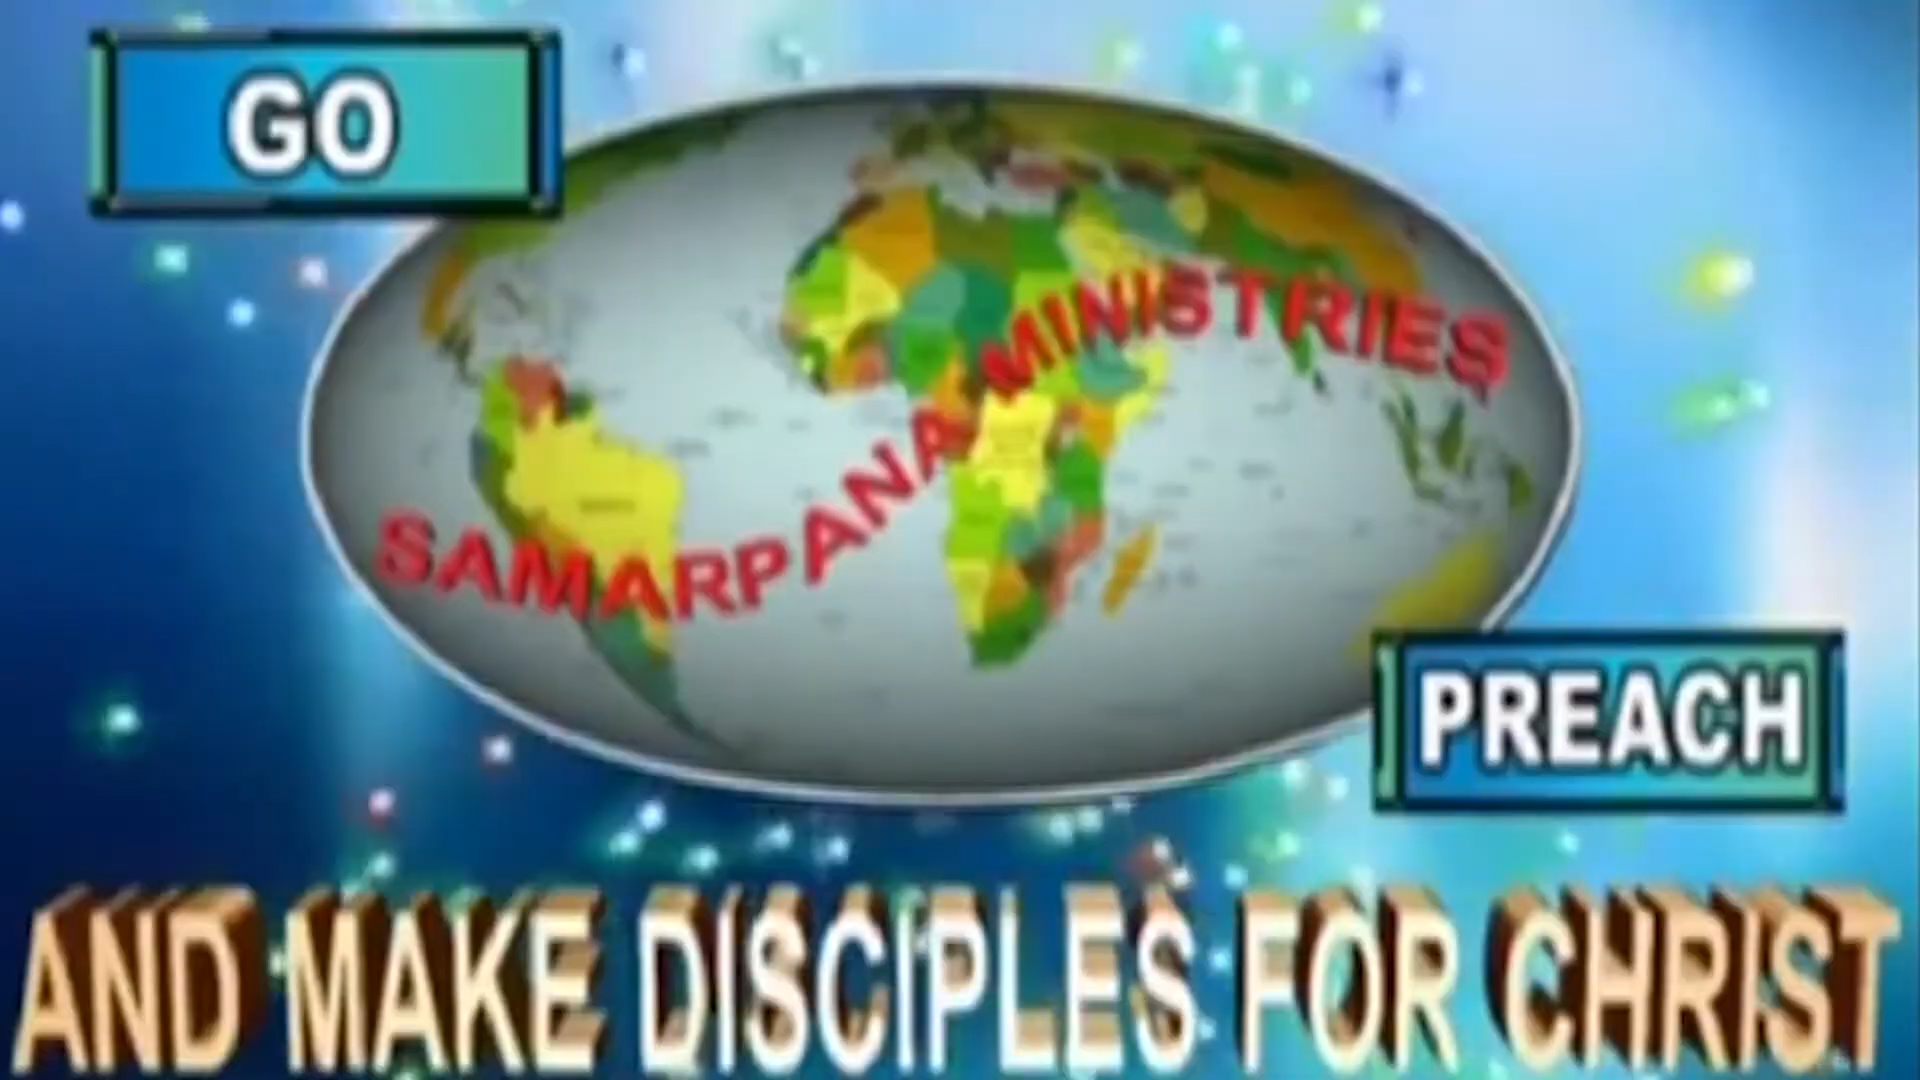 GO
SAMARPANA MINISTRIES
PREACH
AND MAKE DISCIPLES FOR CHRIST